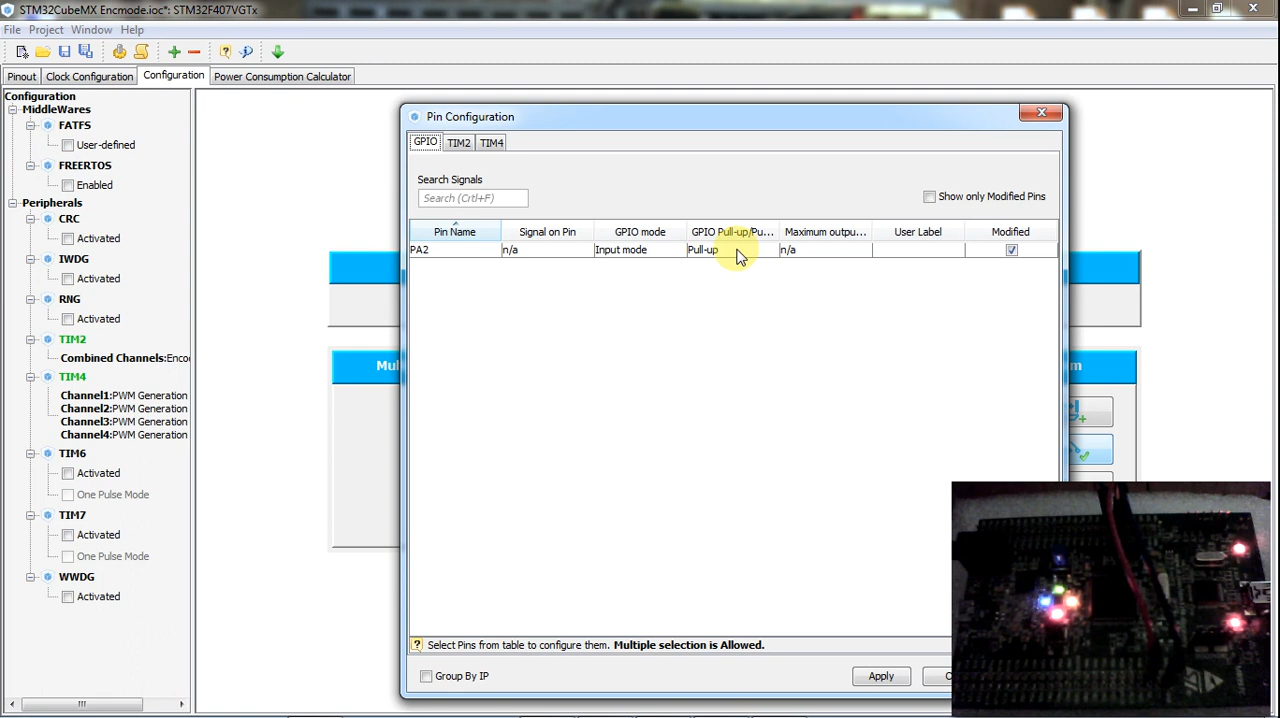 STM32CubeMX Encmode.ioc*: STM32F407VGTx
File Project Window Help
Pinout Clock Configuration Configuration Power Consumption Calculator
Configuration
MiddleWares
FATFS
User-defined
FREERTOS
Enabled
Peripherals
CRC
Activated
IWDG
Activated
RNG
Activated
TIM2
Combined Channels:Enco
TIM4
Channel1:PWM Generation
Channel2:PWM Generation
Channel3:PWM Generation
Channel4:PWM Generation
TIM6
Activated
One Pulse Mode
TIM7
Activated
One Pulse Mode
WWDG
Activated
Mul
m
Pin Configuration
GPIO TIM2 TIM4
Search Signals
Search (Crtl+F)
Show only Modified Pins
Pin Name Signal on Pin GPIO mode GPIO Pull-up/Pu... Maximum outpu... User Label Modified
PA2 n/a Input mode Pull-up n/a
Select Pins from table to configure them. Multiple selection is Allowed.
Group By IP
Apply